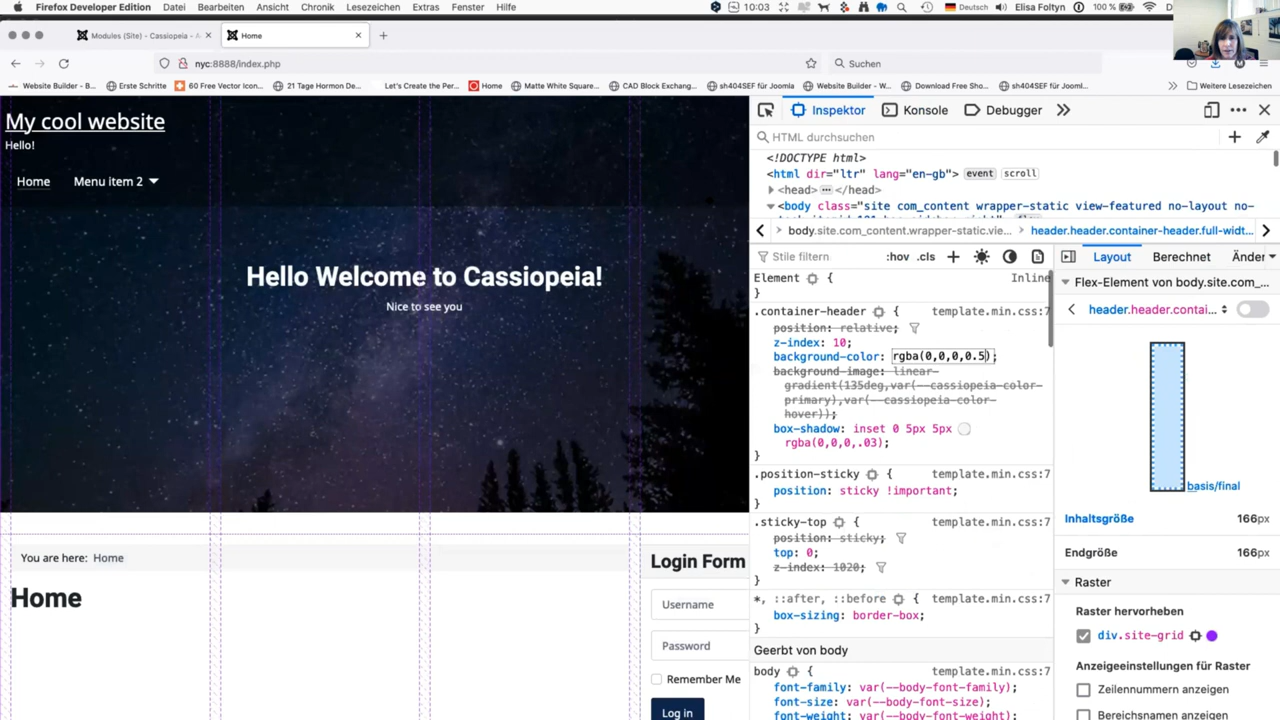 Firefox Developer Edition Datei Bearbeiten Ansicht Chronik Lesezeichen Extras Fenster Hilfe 10:03 Deutsch Elisa Foltyn 100 %
Modules (Site) - Cassiopeia - Home
nyc:8888/index.php Suchen
Website Builder - B... Erste Schritte 60 Free Vector Icon... 21 Tage Hormon De... Let's Create the Per... Home Matte White Square... CAD Block Exchang... sh404SEF für Joomla Website Builder - W... Download Free Sho... sh404SEF für Jooml... Weitere Lesezeichen
My cool website
Hello!
Home Menu item 2
Hello Welcome to Cassiopeia!
Nice to see you
You are here: Home
Home
Login Form
Username
Password
Remember Me
Log in
Inspektor Konsole Debugger
HTML durchsuchen
<!DOCTYPE html>
<html dir="ltr" lang="en-gb"> event scroll
<head> </head>
<body class="site com_content wrapper-static view-featured no-layout no-
body.site.com_content.wrapper-static.vie... header.header.container-header.full-widt...
Stile filtern :hov .cls
Element { Inline
}
.container-header { template.min.css:7
position: relative;
z-index: 10;
background-color: rgba(0,0,0,0.5);
background-image: linear-
gradient(135deg,var(--cassiopeia-color-
primary),var(--cassiopeia-color-
hover));
box-shadow: inset 0 5px 5px
rgba(0,0,0,.03);
}
.position-sticky { template.min.css:7
position: sticky !important;
}
.sticky-top { template.min.css:7
position: sticky;
top: 0;
z-index: 1020;
}
*, ::after, ::before { template.min.css:7
box-sizing: border-box;
}
Geerbt von body
body { template.min.css:7
font-family: var(--body-font-family);
font-size: var(--body-font-size);
font-weight: var(--body-font-weight);
Layout Berechnet Änder
Flex-Element von body.site.com_...
header.header.contai...
basis/final
Inhaltsgröße 166px
Endgröße 166px
Raster
Raster hervorheben
div.site-grid
Anzeigeeinstellungen für Raster
Zeilennummern anzeigen
Bereichsnamen anzeigen